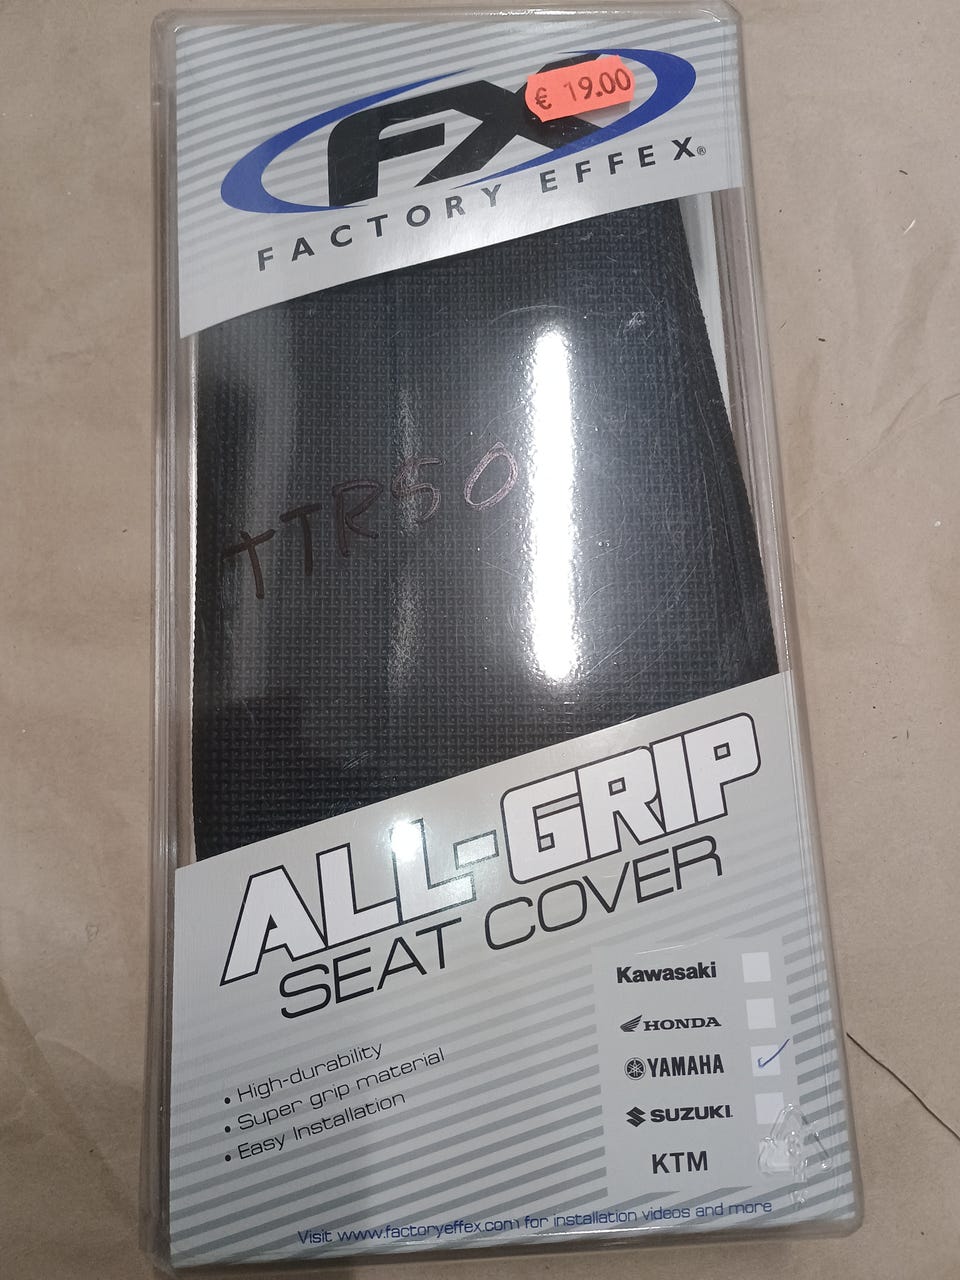 FX
€ 19.00
FACTORY EFFEX®
TTR50
ALL-GRIP
SEAT COVER
Kawasaki
HONDA
YAMAHA
SUZUKI
KTM
• High-durability
• Super grip material
• Easy Installation
Visit www.factoryeffex.com for installation videos and more